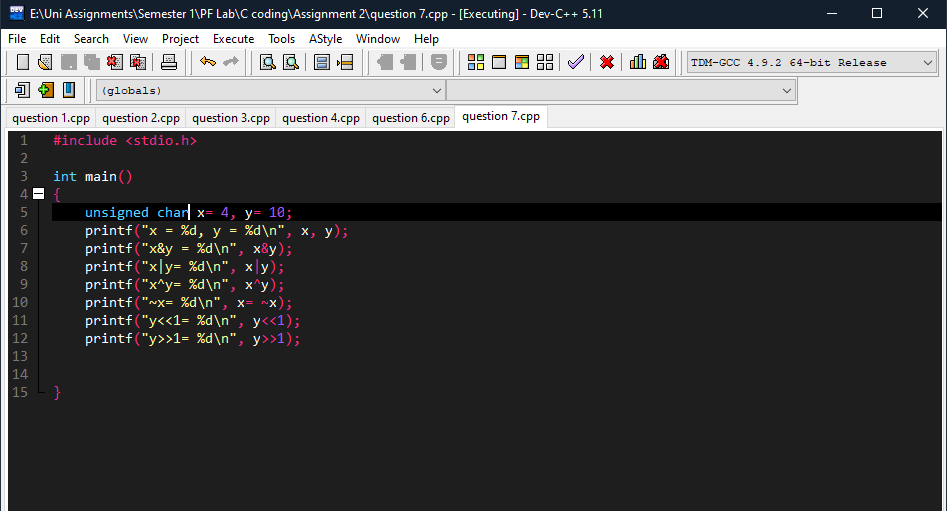 E:\Uni Assignments\Semester 1\PF Lab\C coding\Assignment 2\question 7.cpp - [Executing] - Dev-C++ 5.11
File Edit Search View Project Execute Tools AStyle Window Help
TDM-GCC 4.9.2 64-bit Release
(globals)
question 1.cpp question 2.cpp question 3.cpp question 4.cpp question 6.cpp question 7.cpp
1 #include <stdio.h>
2
3 int main()
4 {
5 unsigned char x= 4, y= 10;
6 printf("x = %d, y = %d\n", x, y);
7 printf("x&y = %d\n", x&y);
8 printf("x|y= %d\n", x|y);
9 printf("x^y= %d\n", x^y);
10 printf("~x= %d\n", x= ~x);
11 printf("y<<1= %d\n", y<<1);
12 printf("y>>1= %d\n", y>>1);
13
14
15 }